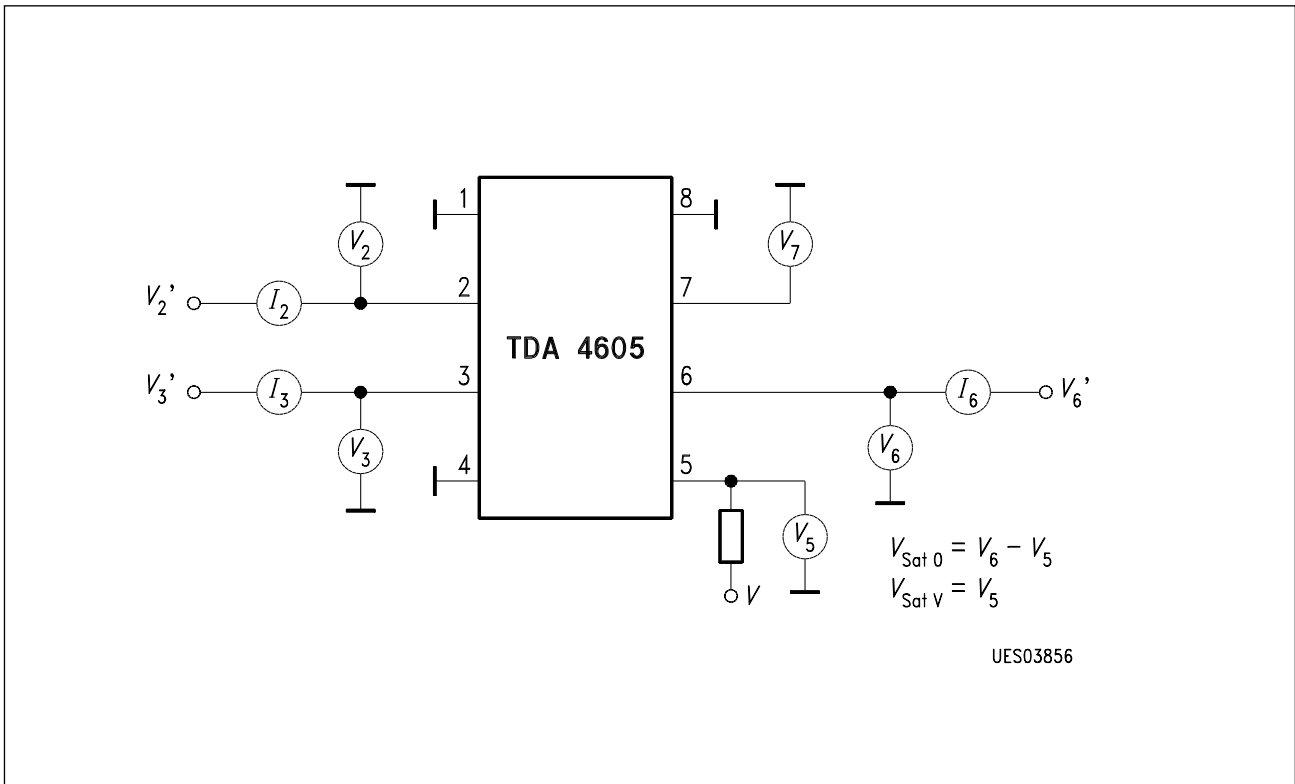 1
8
V2
V7
V2'
I2
2
7
TDA 4605
V3'
I3
3
6
I6
V6'
V3
V6
4
5
V5
VSat 0 = V6 − V5
V
VSat V = V5
UES03856